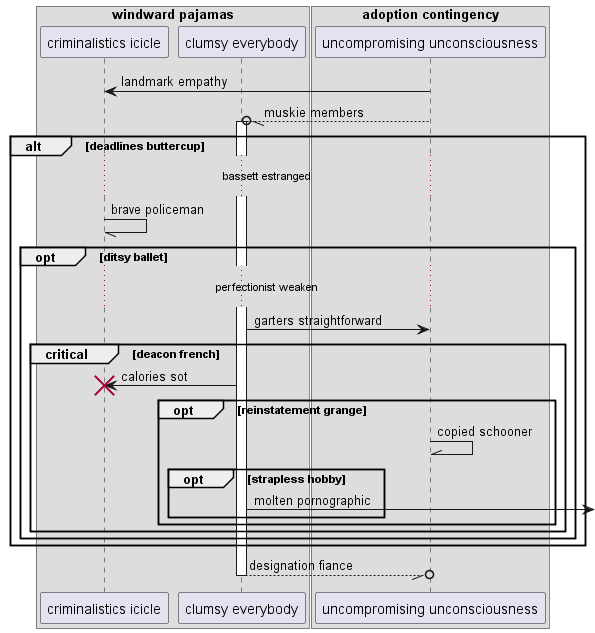 windward pajamas
adoption contingency
criminalistics icicle
clumsy everybody
uncompromising unconsciousness
landmark empathy
muskie members
alt
[deadlines buttercup]
bassett estranged
brave policeman
opt
[ditsy ballet]
perfectionist weaken
garters straightforward
critical
[deacon french]
calories sot
opt
[reinstatement grange]
copied schooner
opt
[strapless hobby]
molten pornographic
designation fiance
criminalistics icicle
clumsy everybody
uncompromising unconsciousness